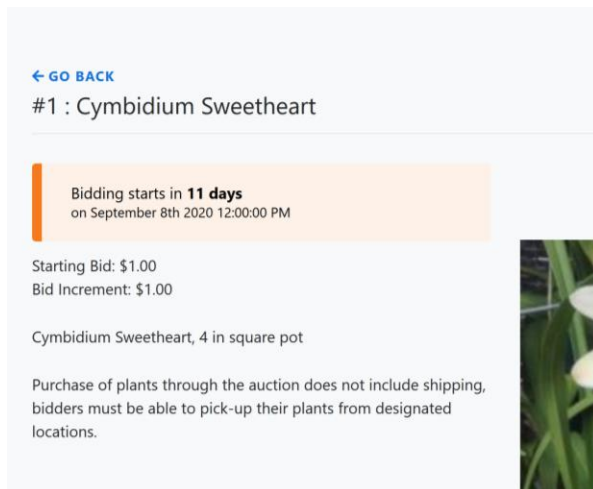 ← GO BACK
#1 : Cymbidium Sweetheart
Bidding starts in 11 days
on September 8th 2020 12:00:00 PM
Starting Bid: $1.00
Bid Increment: $1.00
Cymbidium Sweetheart, 4 in square pot
Purchase of plants through the auction does not include shipping,
bidders must be able to pick-up their plants from designated
locations.